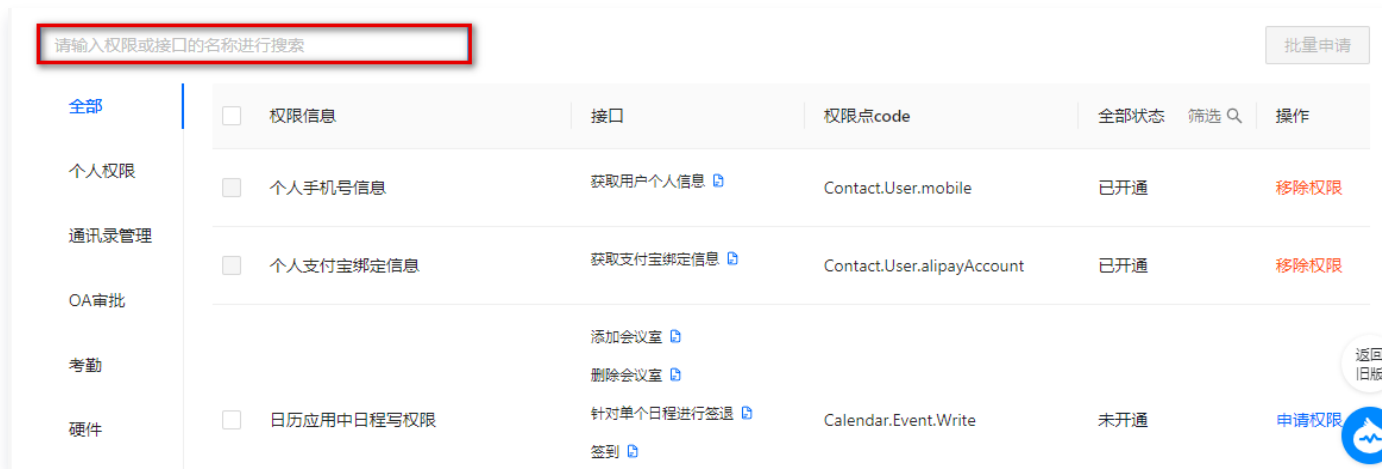 请输入权限或接口的名称进行搜索
批量申请
全部
权限信息 接口 权限点code 全部状态 筛选 操作
个人权限
个人手机号信息 获取用户个人信息 Contact.User.mobile 已开通 移除权限
通讯录管理
个人支付宝绑定信息 获取支付宝绑定信息 Contact.User.alipayAccount 已开通 移除权限
OA审批
添加会议室
考勤
删除会议室
返回
旧版
硬件
日历应用中日程写权限 针对单个日程进行签退 Calendar.Event.Write 未开通 申请权限
签到